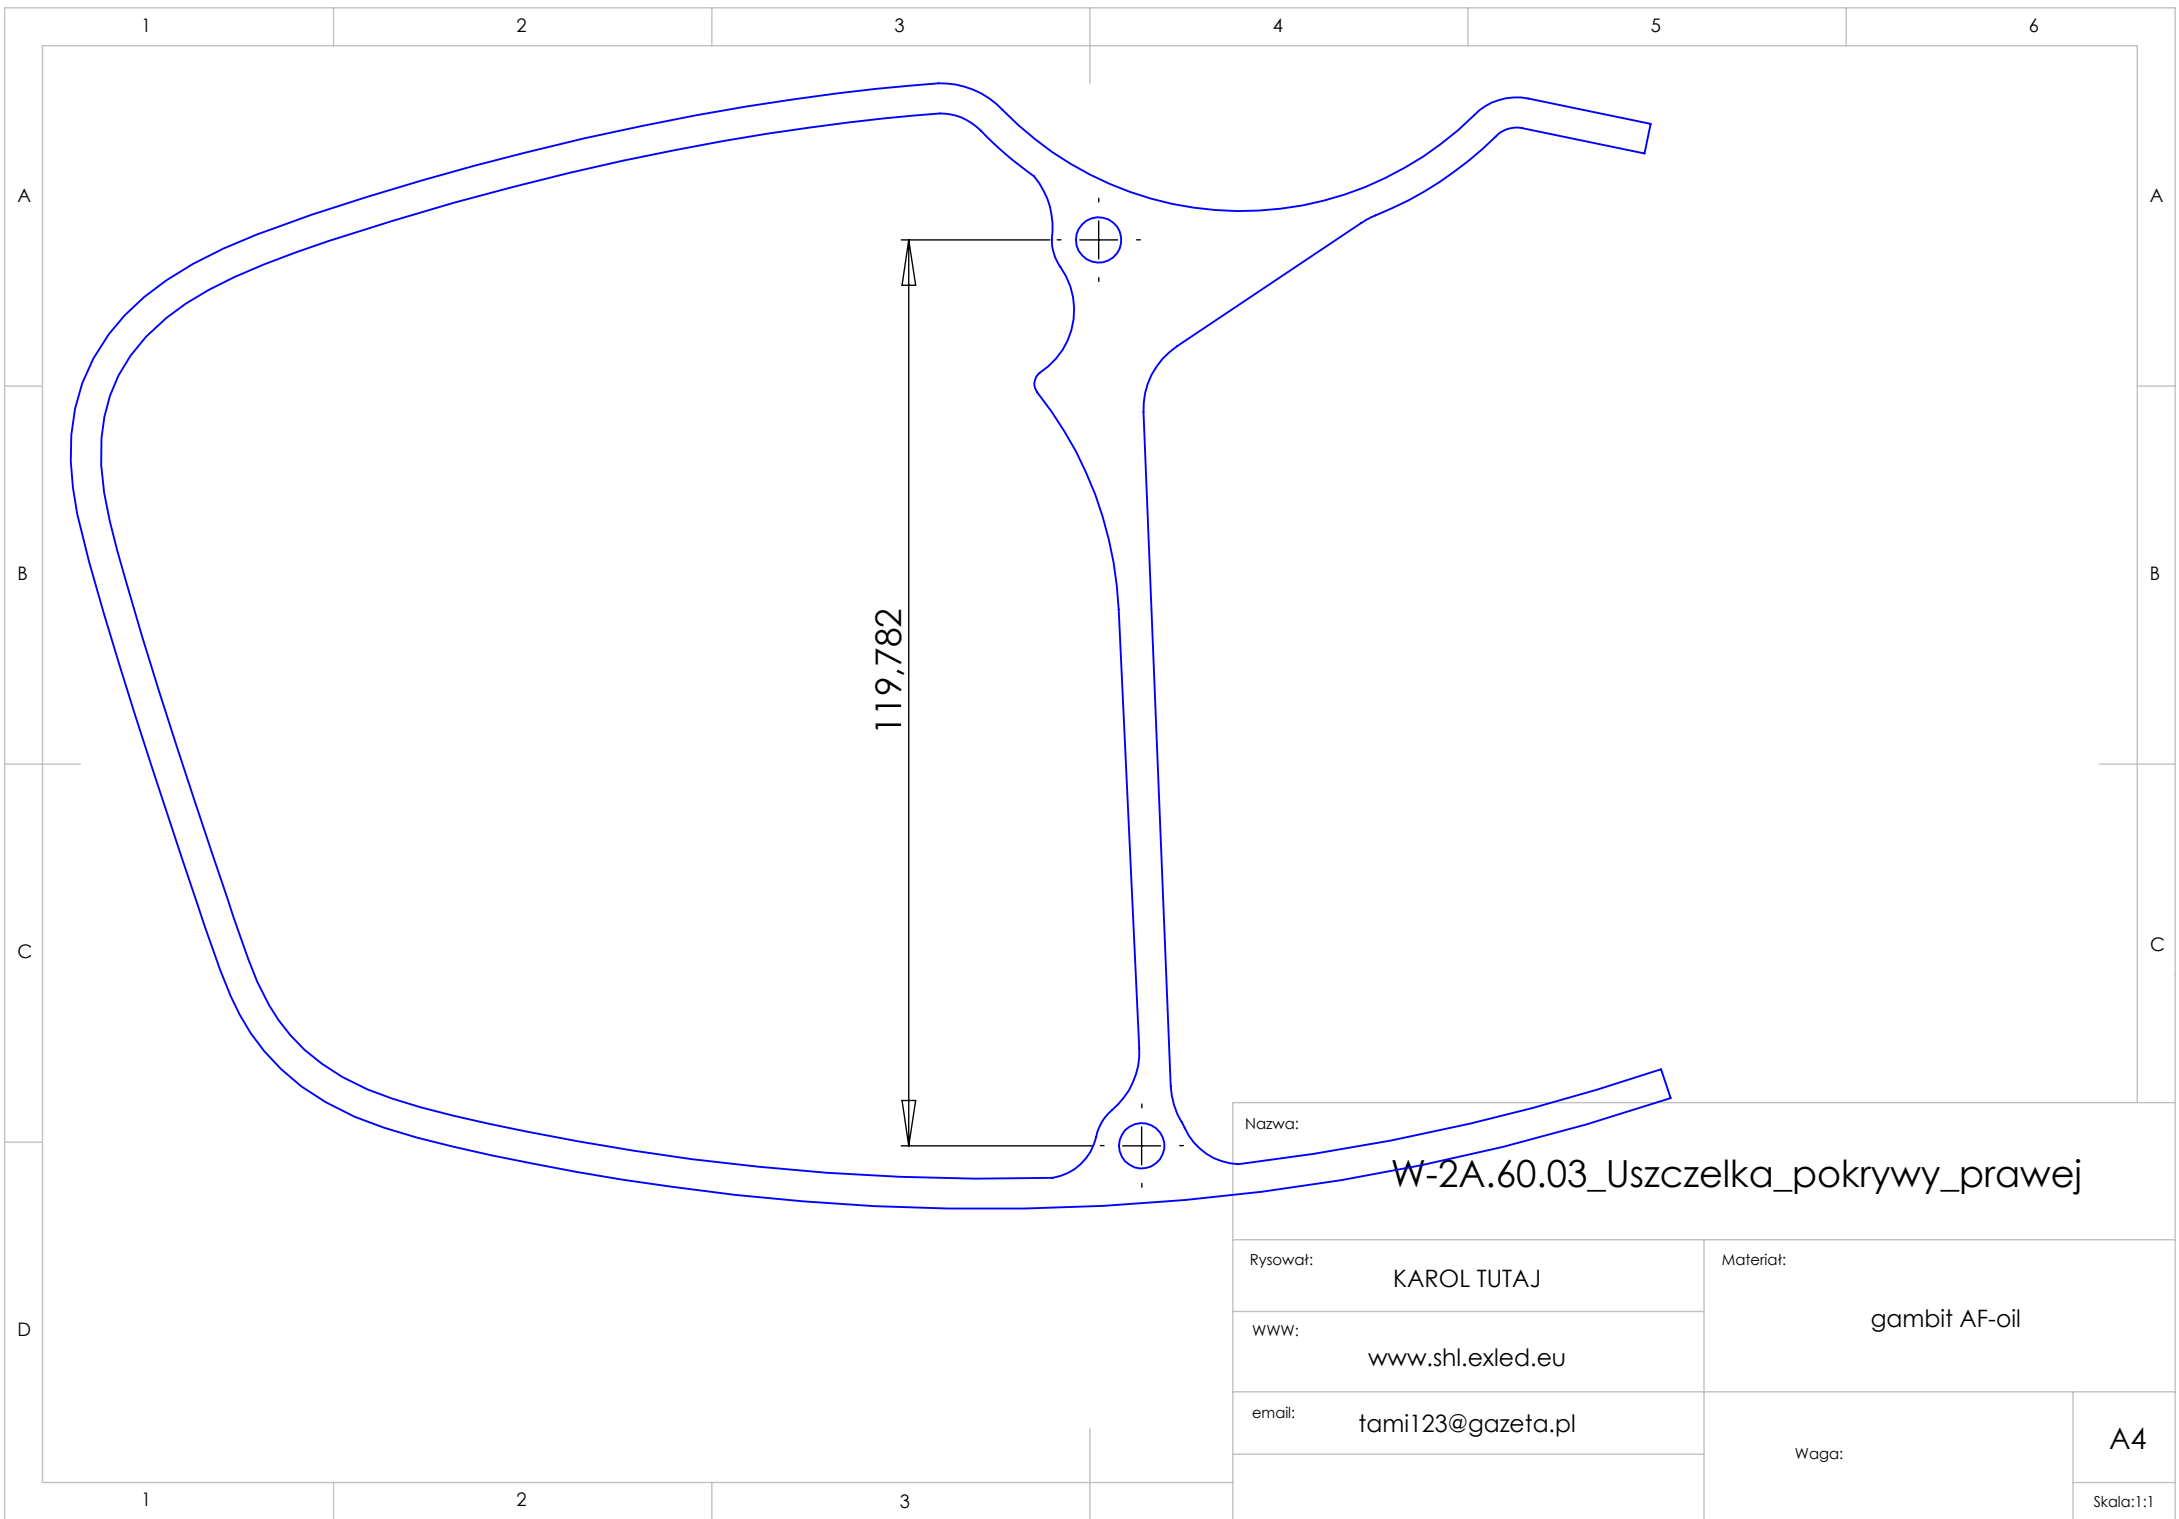 1 2 3 4 5 6
A A
B B
119,782
C C
Nazwa:
W-2A.60.03_Uszczelka_pokrywy_prawej
Rysował:
KAROL TUTAJ
Materiał:
gambit AF-oil
WWW:
www.shl.exled.eu
D
email:
tami123@gazeta.pl
Waga:
A4
Skala:1:1
1 2 3